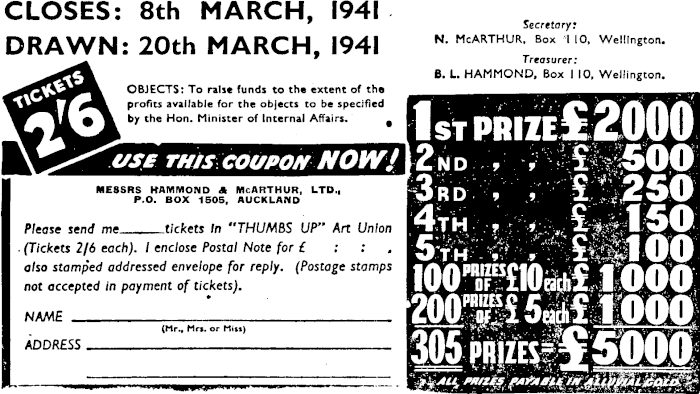 CLOSES: 8th MARCH, 1941
DRAWN: 20th MARCH, 1941
TICKETS
2/6
OBJECTS: To raise funds to the extent of the
profits available for the objects to be specified
by the Hon. Minister of Internal Affairs.
USE THIS COUPON NOW!
MESSRS HAMMOND & McARTHUR, LTD.,
P.O. BOX 1505, AUCKLAND
Please send me______tickets in "THUMBS UP" Art Union
(Tickets 2/6 each). I enclose Postal Note for £ : : .
also stamped addressed envelope for reply. (Postage stamps
not accepted in payment of tickets).
NAME
(Mr., Mrs. or Miss)
ADDRESS
Secretary:
N. McARTHUR, Box 110, Wellington.
Treasurer:
B. L. HAMMOND, Box 110, Wellington.
1ST PRIZE £2000
2ND , , £ 500
3RD , , £ 250
4TH , , £ 150
5TH , , £ 100
100 PRIZES OF £10 each £1000
200 PRIZES OF £5 each £1000
305 PRIZES = £5000
ALL PRIZES PAYABLE IN ALLUVIAL GOLD